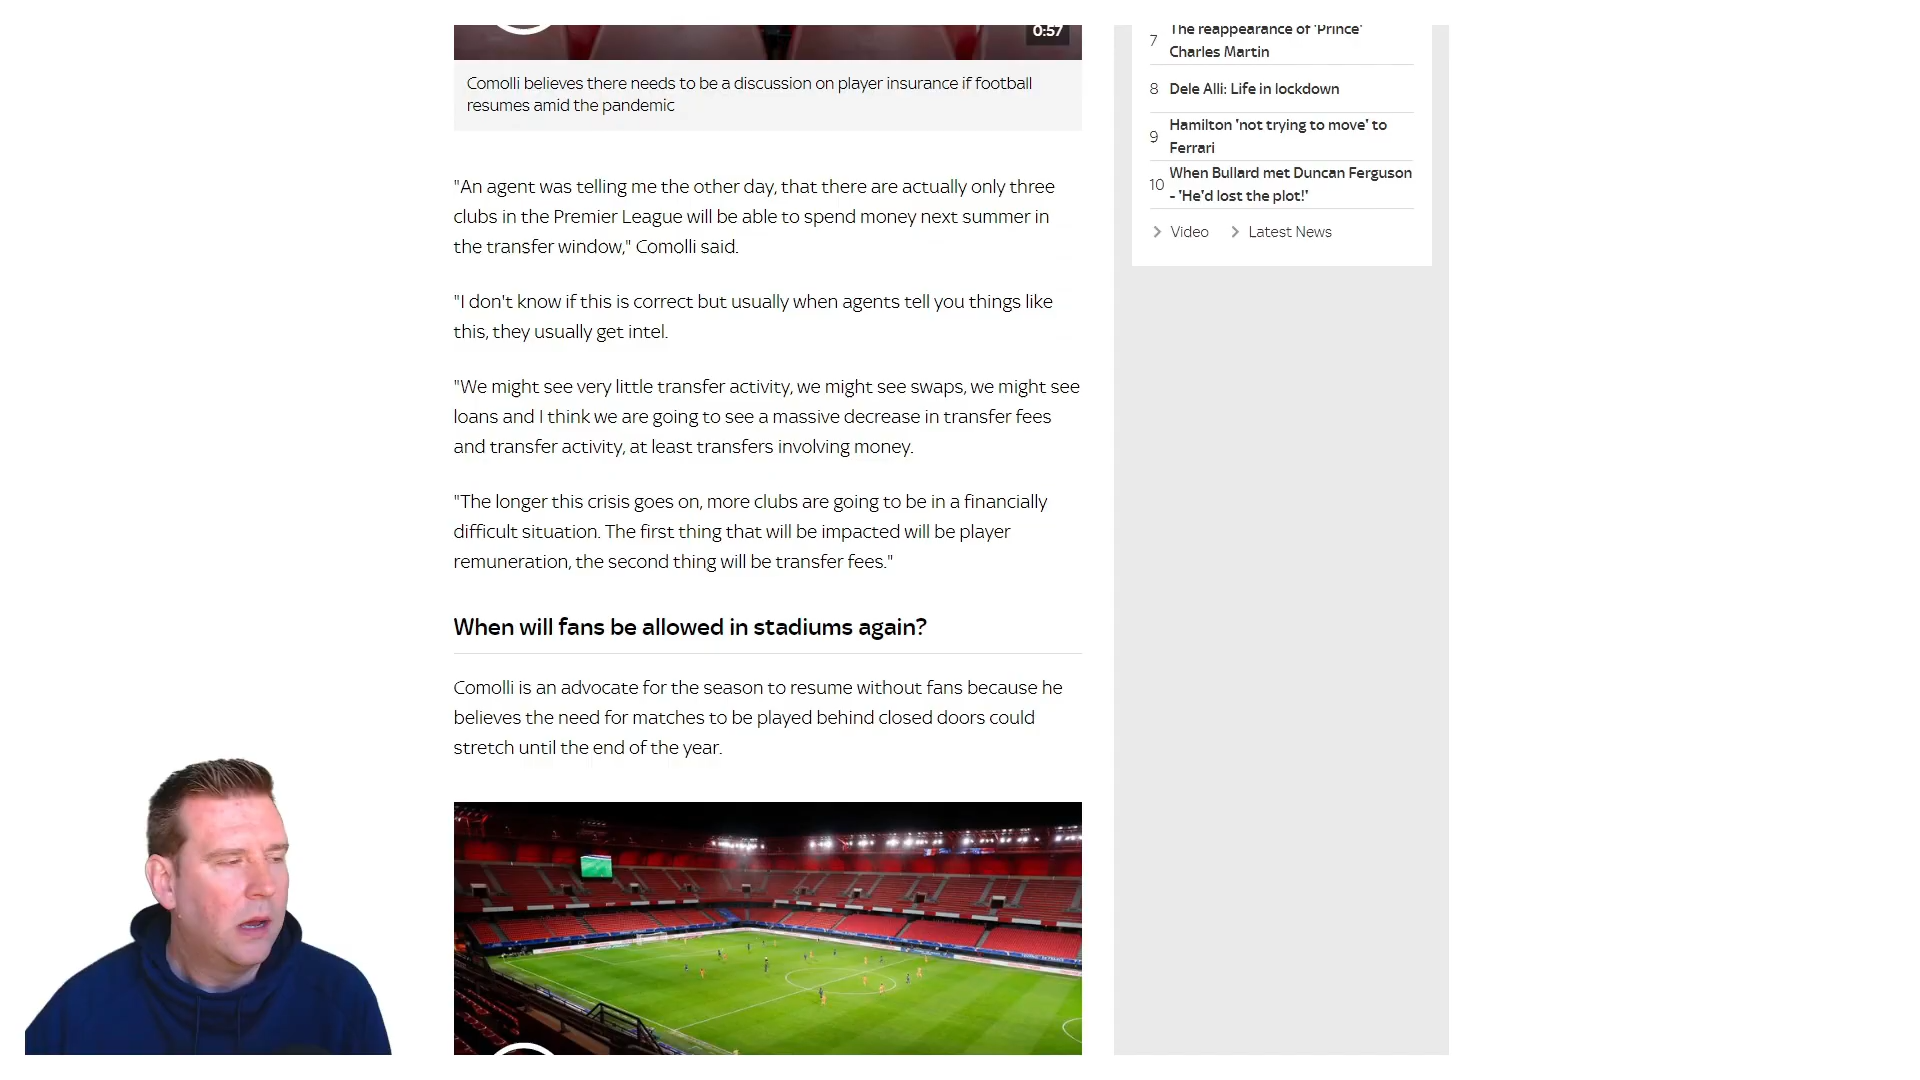 0:57
Comolli believes there needs to be a discussion on player insurance if football
resumes amid the pandemic
"An agent was telling me the other day, that there are actually only three
clubs in the Premier League will be able to spend money next summer in
the transfer window," Comolli said.
"I don't know if this is correct but usually when agents tell you things like
this, they usually get intel.
"We might see very little transfer activity, we might see swaps, we might see
loans and I think we are going to see a massive decrease in transfer fees
and transfer activity, at least transfers involving money.
"The longer this crisis goes on, more clubs are going to be in a financially
difficult situation. The first thing that will be impacted will be player
remuneration, the second thing will be transfer fees."
When will fans be allowed in stadiums again?
Comolli is an advocate for the season to resume without fans because he
believes the need for matches to be played behind closed doors could
stretch until the end of the year.
7 The reappearance of 'Prince'
Charles Martin
8 Dele Alli: Life in lockdown
9 Hamilton 'not trying to move' to
Ferrari
10 When Bullard met Duncan Ferguson
- 'He'd lost the plot!'
Video Latest News